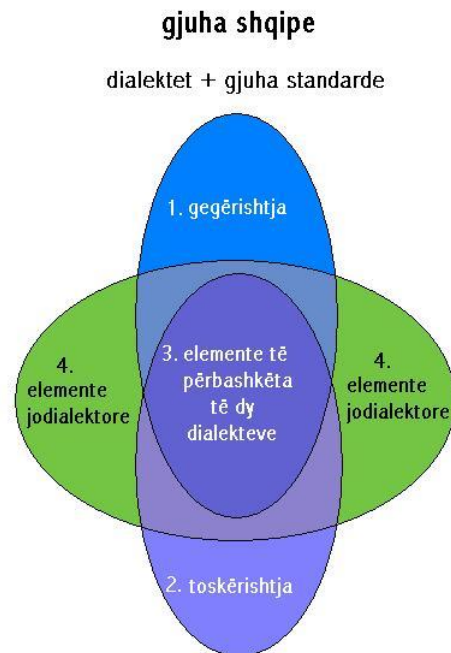 gjuha shqipe
dialektet + gjuha standarde
1. gegërishtja
3. elemente të
përbashkëta
të dy
dialekteve
4.
elemente
jodialektore
4.
elemente
jodialektore
2. toskërishtja